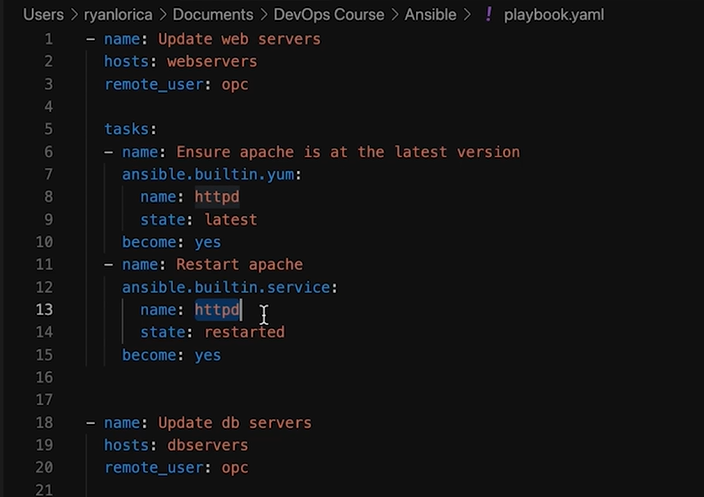 Users > ryanlorica > Documents > DevOps Course > Ansible > ! playbook.yaml
1 - name: Update web servers
2 hosts: webservers
3 remote_user: opc
4
5 tasks:
6 - name: Ensure apache is at the latest version
7 ansible.builtin.yum:
8 name: httpd
9 state: latest
10 become: yes
11 - name: Restart apache
12 ansible.builtin.service:
13 name: httpd
14 state: restarted
15 become: yes
16
17
18 - name: Update db servers
19 hosts: dbservers
20 remote_user: opc
21